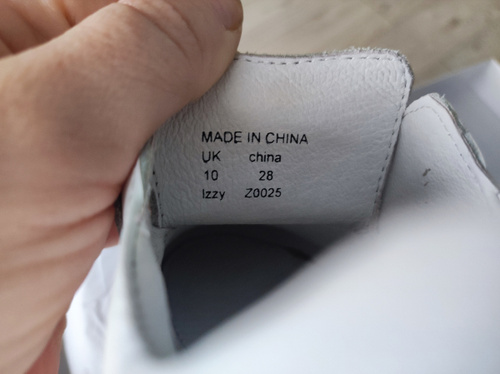 MADE IN CHINA
UK china
10 28
Izzy Z0025